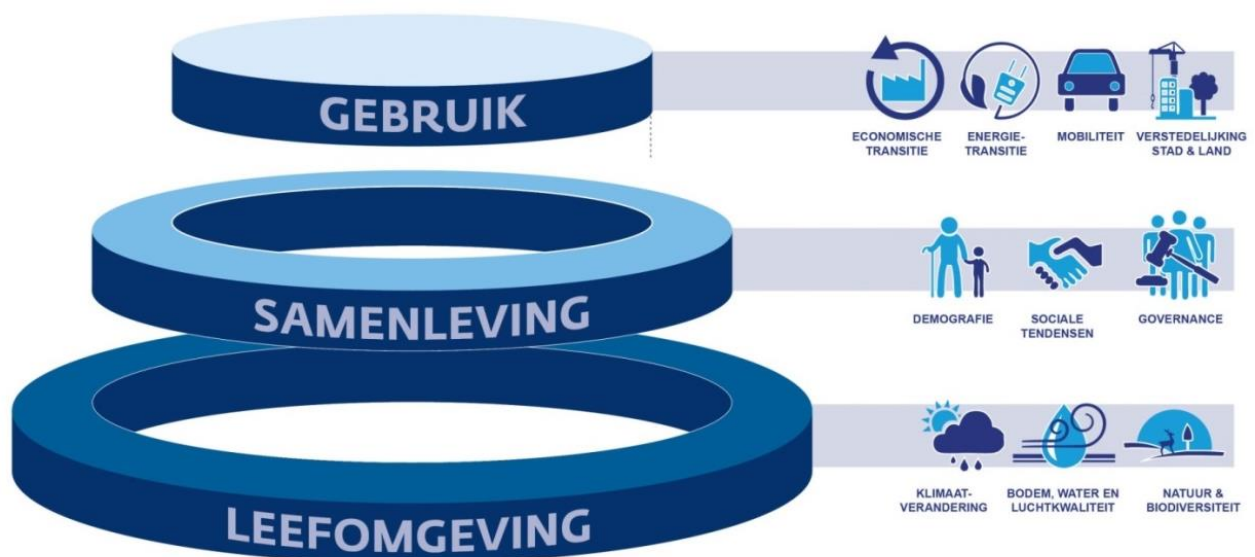 GEBRUIK
ECONOMISCHE
TRANSITIE
ENERGIE-
TRANSITIE
MOBILITEIT
VERSTEDELIJKING
STAD & LAND
SAMENLEVING
DEMOGRAFIE
SOCIALE
TENDENSEN
GOVERNANCE
LEEFOMGEVING
KLIMAAT-
VERANDERING
BODEM, WATER EN
LUCHTKWALITEIT
NATUUR &
BIODIVERSITEIT